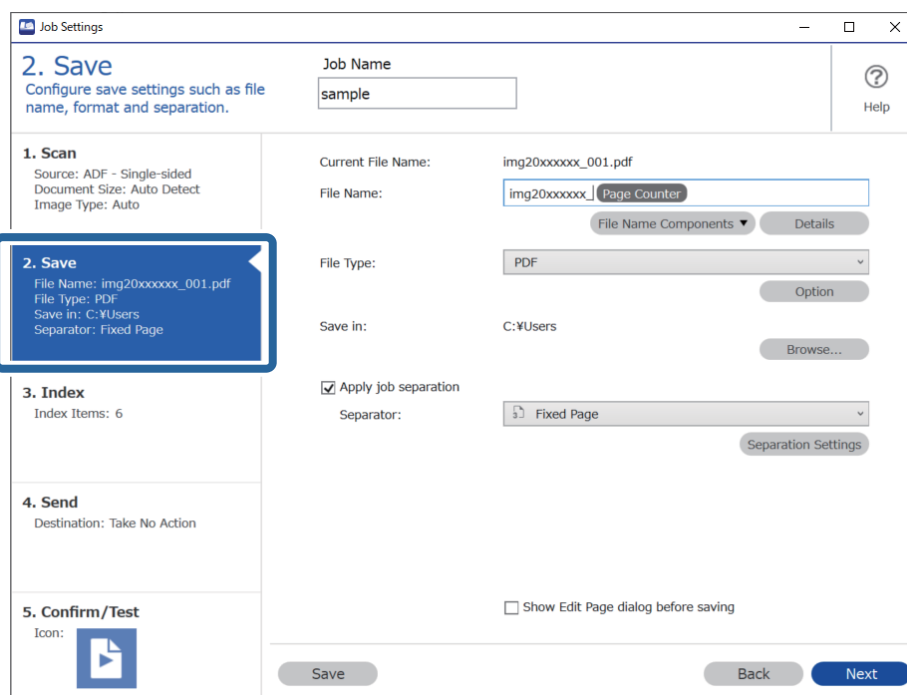 Job Settings
2. Save
Configure save settings such as file
name, format and separation.
Job Name
sample
Help
1. Scan
Source: ADF - Single-sided
Document Size: Auto Detect
Image Type: Auto
2. Save
File Name: img20xxxxxx_001.pdf
File Type: PDF
Save in: C:¥Users
Separator: Fixed Page
3. Index
Index Items: 6
4. Send
Destination: Take No Action
5. Confirm/Test
Icon:
Current File Name: img20xxxxxx_001.pdf
File Name: img20xxxxxx_ Page Counter
File Name Components ▼ Details
File Type: PDF
Option
Save in: C:¥Users
Browse...
Apply job separation
Separator: 3 Fixed Page
Separation Settings
Show Edit Page dialog before saving
Save Back Next